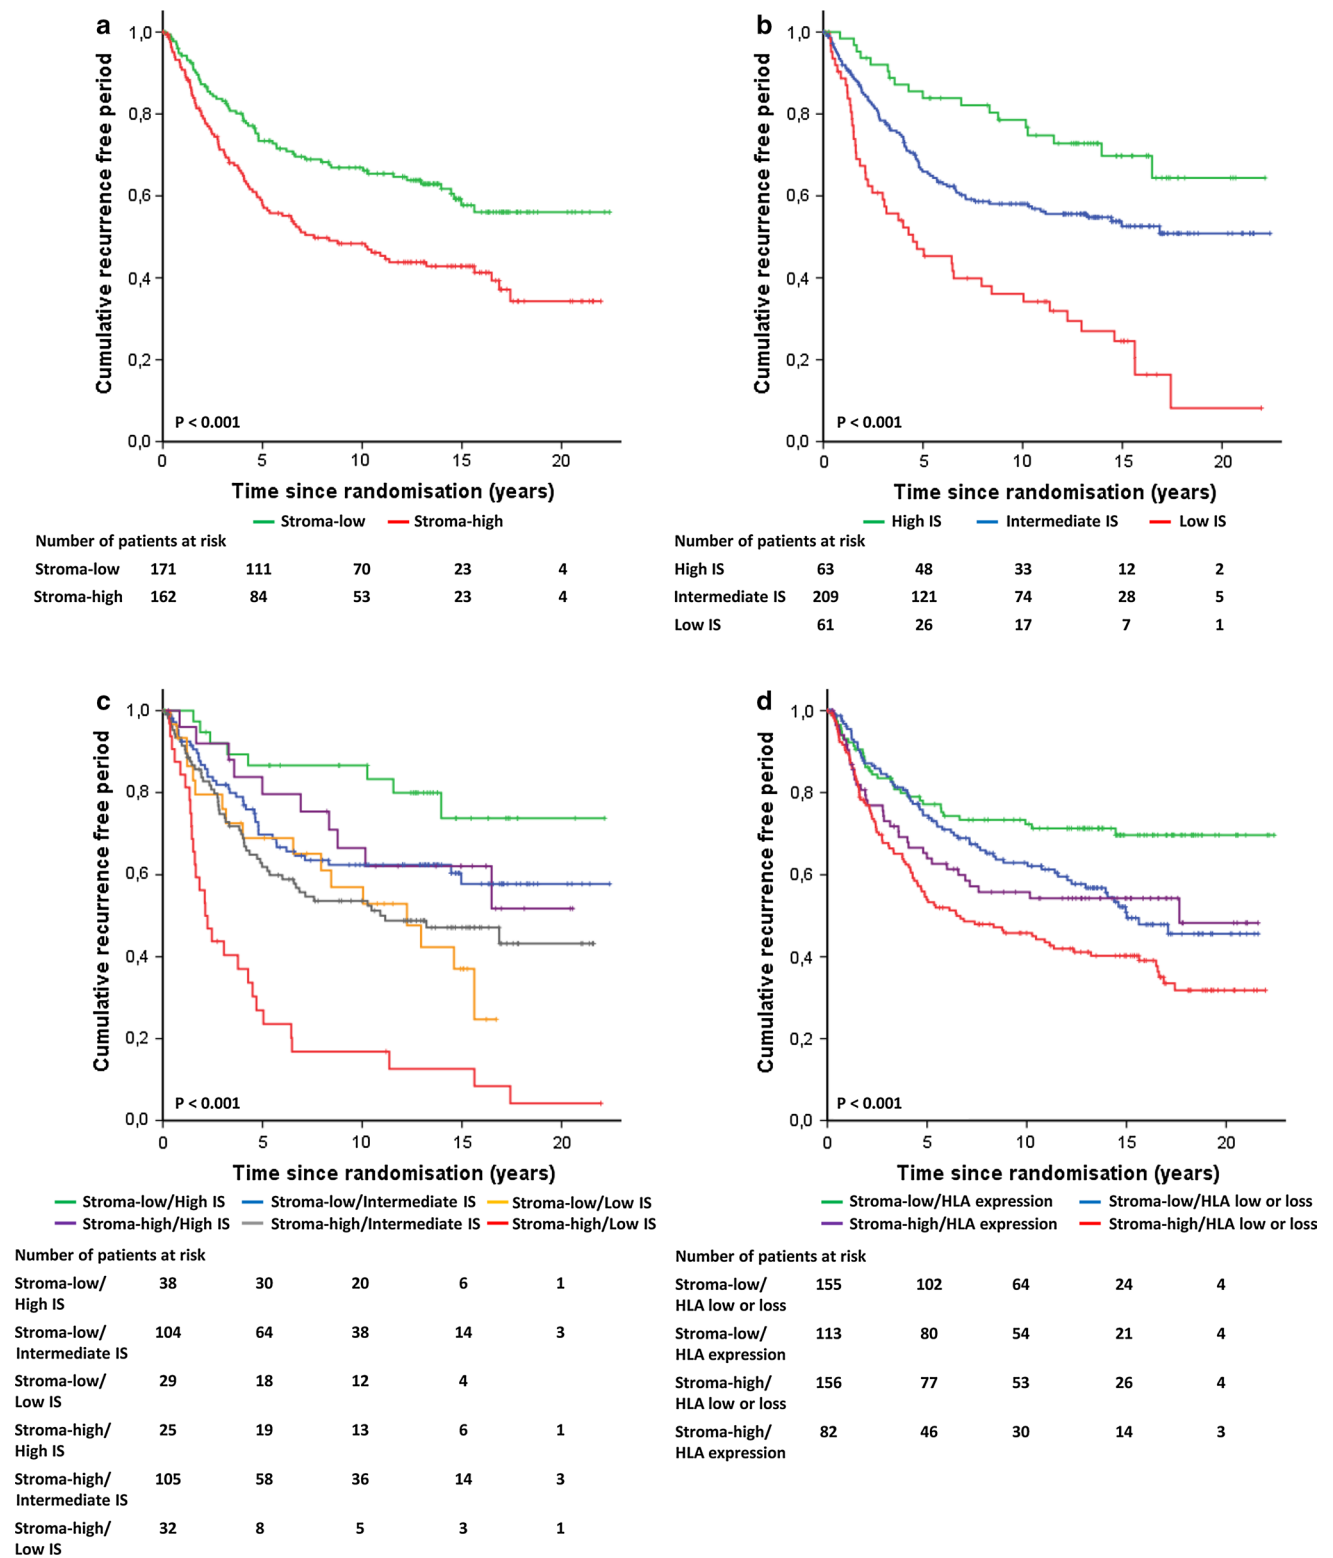 a
Cumulative recurrence free period
1,0
0,8
0,6
0,4
0,2
0,0
P < 0.001
0 5 10 15 20
Time since randomisation (years)
Stroma-low Stroma-high
Number of patients at risk
Stroma-low 171 111 70 23 4
Stroma-high 162 84 53 23 4
b
Cumulative recurrence free period
1,0
0,8
0,6
0,4
0,2
0,0
P < 0.001
0 5 10 15 20
Time since randomisation (years)
High IS Intermediate IS Low IS
Number of patients at risk
High IS 63 48 33 12 2
Intermediate IS 209 121 74 28 5
Low IS 61 26 17 7 1
c
Cumulative recurrence free period
1,0
0,8
0,6
0,4
0,2
0,0
P < 0.001
0 5 10 15 20
Time since randomisation (years)
Stroma-low/High IS Stroma-low/Intermediate IS Stroma-low/Low IS
Stroma-high/High IS Stroma-high/Intermediate IS Stroma-high/Low IS
Number of patients at risk
Stroma-low/ 38 30 20 6 1
High IS
Stroma-low/ 104 64 38 14 3
Intermediate IS
Stroma-low/ 29 18 12 4
Low IS
Stroma-high/ 25 19 13 6 1
High IS
Stroma-high/ 105 58 36 14 3
Intermediate IS
Stroma-high/ 32 8 5 3 1
Low IS
d
Cumulative recurrence free period
1,0
0,8
0,6
0,4
0,2
0,0
P < 0.001
0 5 10 15 20
Time since randomisation (years)
Stroma-low/HLA expression Stroma-low/HLA low or loss
Stroma-high/HLA expression Stroma-high/HLA low or loss
Number of patients at risk
Stroma-low/ 155 102 64 24 4
HLA low or loss
Stroma-low/ 113 80 54 21 4
HLA expression
Stroma-high/ 156 77 53 26 4
HLA low or loss
Stroma-high/ 82 46 30 14 3
HLA expression